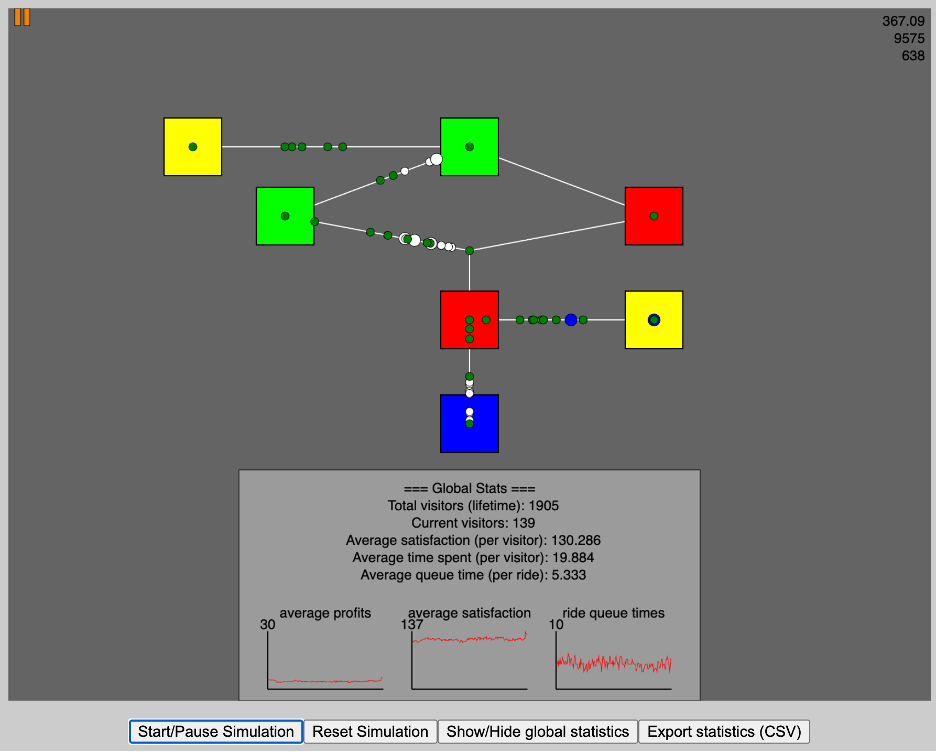 367.09
9575
638
=== Global Stats ===
Total visitors (lifetime): 1905
Current visitors: 139
Average satisfaction (per visitor): 130.286
Average time spent (per visitor): 19.884
Average queue time (per ride): 5.333
average profits average satisfaction ride queue times
30 137 10
Start/Pause Simulation Reset Simulation Show/Hide global statistics Export statistics (CSV)